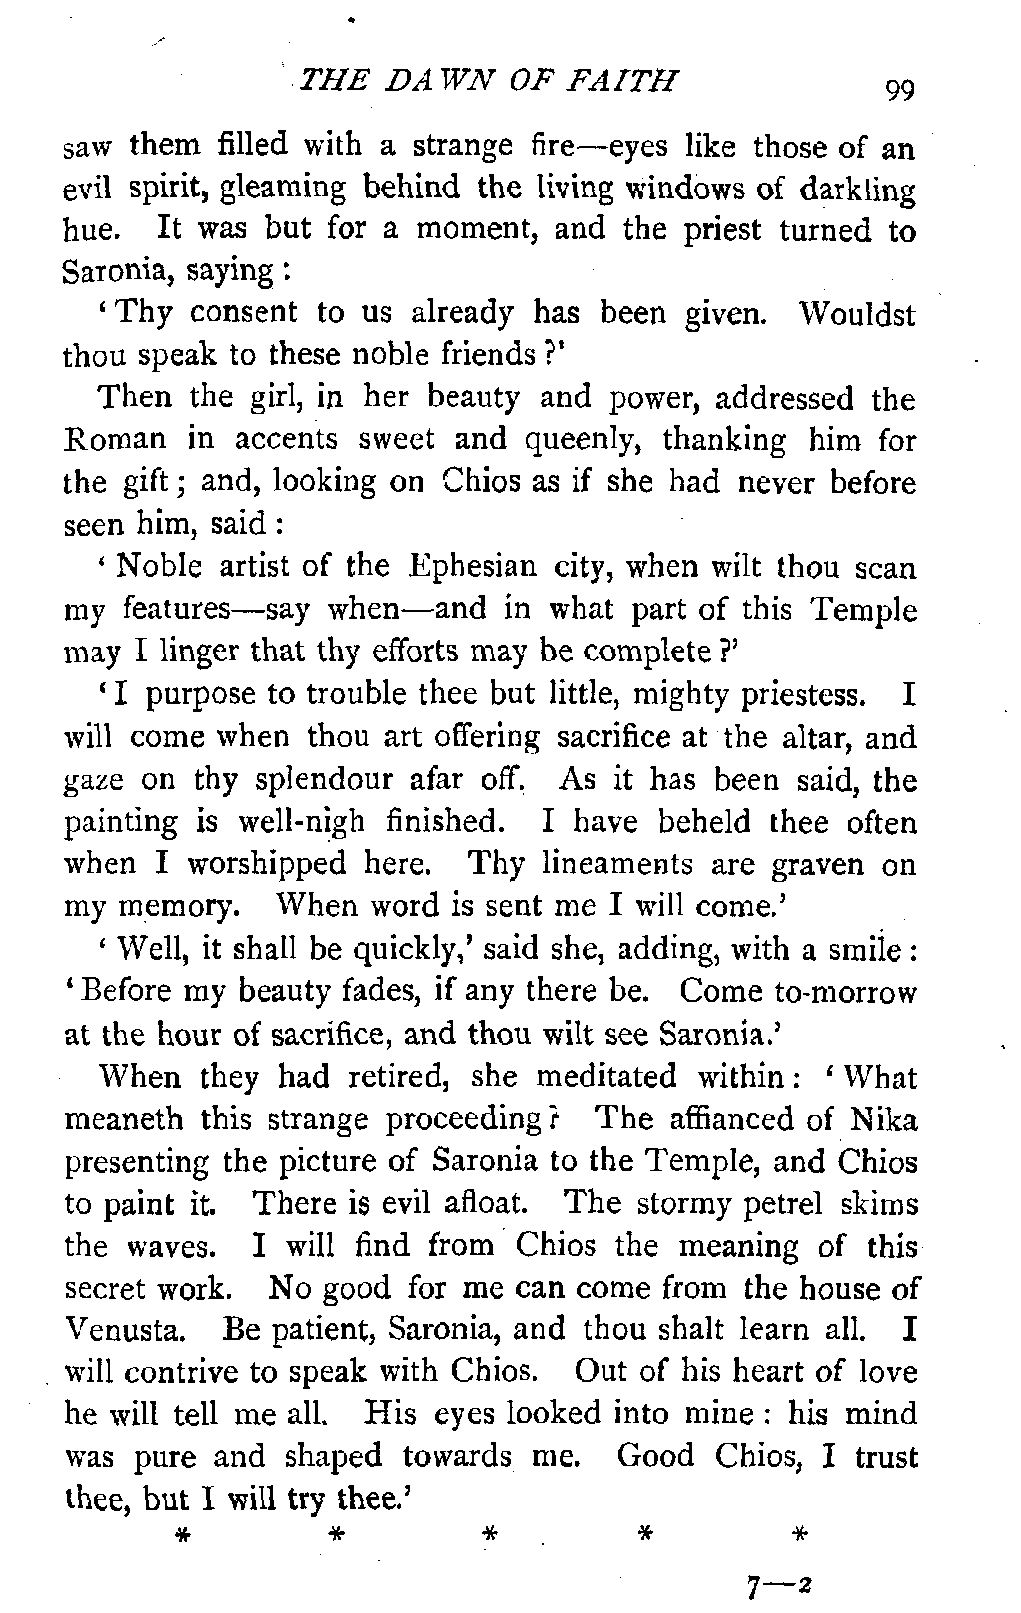 THE DAWN OF FAITH 99
saw them filled with a strange fire—eyes like those of an
evil spirit, gleaming behind the living windows of darkling
hue. It was but for a moment, and the priest turned to
Saronia, saying :
‘ Thy consent to us already has been given. Wouldst
thou speak to these noble friends ?’
Then the girl, in her beauty and power, addressed the
Roman in accents sweet and queenly, thanking him for
the gift ; and, looking on Chios as if she had never before
seen him, said :
‘ Noble artist of the Ephesian city, when wilt thou scan
my features—say when—and in what part of this Temple
may I linger that thy efforts may be complete ?’
‘ I purpose to trouble thee but little, mighty priestess. I
will come when thou art offering sacrifice at the altar, and
gaze on thy splendour afar off. As it has been said, the
painting is well-nigh finished. I have beheld thee often
when I worshipped here. Thy lineaments are graven on
my memory. When word is sent me I will come.’
‘ Well, it shall be quickly,’ said she, adding, with a smile :
‘ Before my beauty fades, if any there be. Come to-morrow
at the hour of sacrifice, and thou wilt see Saronia.’
When they had retired, she meditated within : ‘ What
meaneth this strange proceeding ? The affianced of Nika
presenting the picture of Saronia to the Temple, and Chios
to paint it. There is evil afloat. The stormy petrel skims
the waves. I will find from Chios the meaning of this
secret work. No good for me can come from the house of
Venusta. Be patient, Saronia, and thou shalt learn all. I
will contrive to speak with Chios. Out of his heart of love
he will tell me all. His eyes looked into mine : his mind
was pure and shaped towards me. Good Chios, I trust
thee, but I will try thee.’
* * * * *
7—2